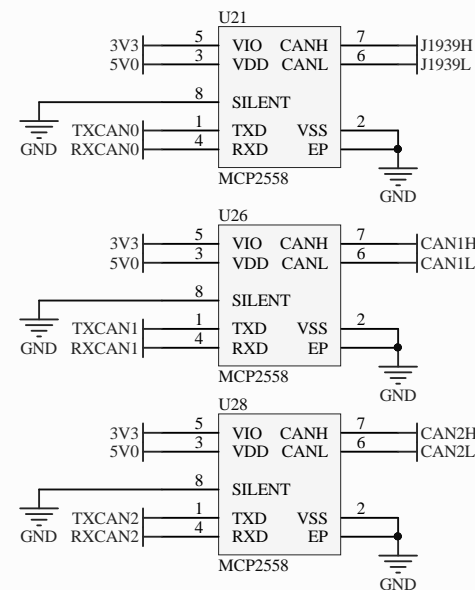 U21
3V3 5 VIO CANH 7 J1939H
5V0 3 VDD CANL 6 J1939L
8 SILENT
GND
TXCAN0 1 TXD VSS 2
RXCAN0 4 RXD EP
GND
MCP2558
U26
3V3 5 VIO CANH 7 CAN1H
5V0 3 VDD CANL 6 CAN1L
8 SILENT
GND
TXCAN1 1 TXD VSS 2
RXCAN1 4 RXD EP
GND
MCP2558
U28
3V3 5 VIO CANH 7 CAN2H
5V0 3 VDD CANL 6 CAN2L
8 SILENT
GND
TXCAN2 1 TXD VSS 2
RXCAN2 4 RXD EP
GND
MCP2558